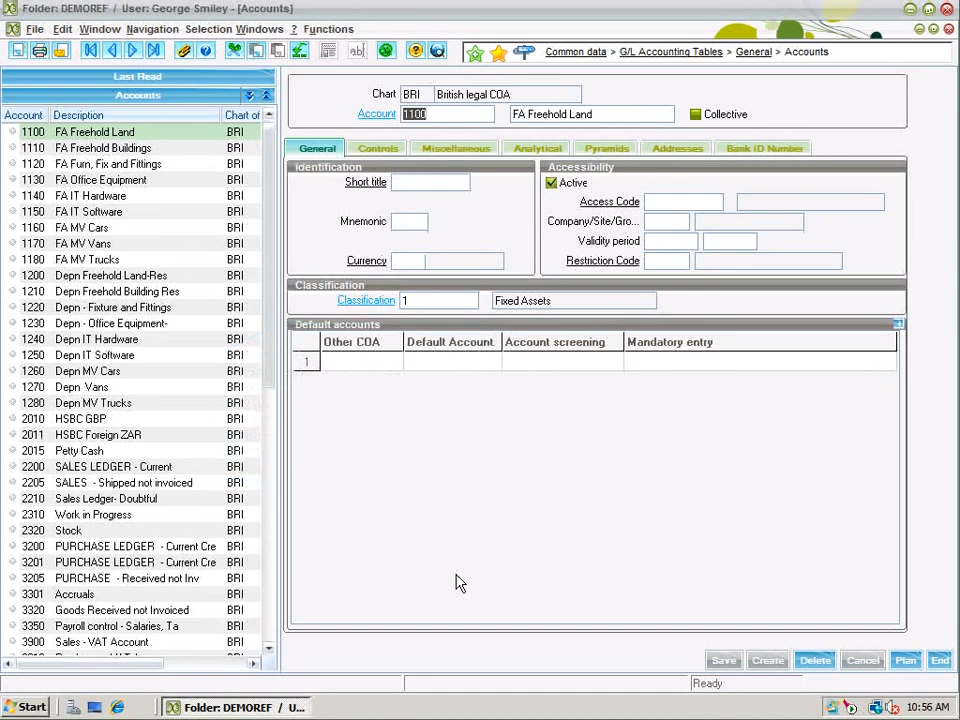 Folder: DEMOREF / User: George Smiley - [Accounts]
File Edit Windows Navigation Selection Windows ? Functions
Common data > G/L Accounting Tables > General > Accounts
Last Read
Accounts
Account Description Chart of
1100 FA Freehold Land BRI
1110 FA Freehold Buildings BRI
1120 FA Furn, Fix and Fittings BRI
1130 FA Office Equipment BRI
1140 FA IT Hardware BRI
1150 FA IT Software BRI
1160 FA MV Cars BRI
1170 FA MV Vans BRI
1180 FA MV Trucks BRI
1200 Depn Freehold Land-Res BRI
1210 Depn Freehold Building Res BRI
1220 Depn - Fixture and Fittings BRI
1230 Depn - Office Equipment- BRI
1240 Depn IT Hardware BRI
1250 Depn IT Software BRI
1260 Depn MV Cars BRI
1270 Depn Vans BRI
1280 Depn MV Trucks BRI
2010 HSBC GBP BRI
2011 HSBC Foreign ZAR BRI
2015 Petty Cash BRI
2200 SALES LEDGER - Current BRI
2205 SALES - Shipped not invoiced BRI
2210 Sales Ledger- Doubtful BRI
2310 Work in Progress BRI
2320 Stock BRI
3200 PURCHASE LEDGER - Current Cre BRI
3201 PURCHASE LEDGER - Current Cre BRI
3205 PURCHASE - Received not Inv BRI
3301 Accruals BRI
3320 Goods Received not Invoiced BRI
3350 Payroll control - Salaries, Ta BRI
3900 Sales - VAT Account BRI
Chart BRI British legal COA
Account 1100 FA Freehold Land Collective
General Controls Miscellaneous Analytical Pyramids Addresses Bank ID Number
Identification
Short title
Mnemonic
Currency
Accessibility
Active
Access Code
Company/Site/Gro...
Validity period
Restriction Code
Classification
Classification 1 Fixed Assets
Default accounts
Other COA Default Account Account screening Mandatory entry
1
Save Create Delete Cancel Plan End
Ready
Start Folder: DEMOREF / U... 10:56 AM